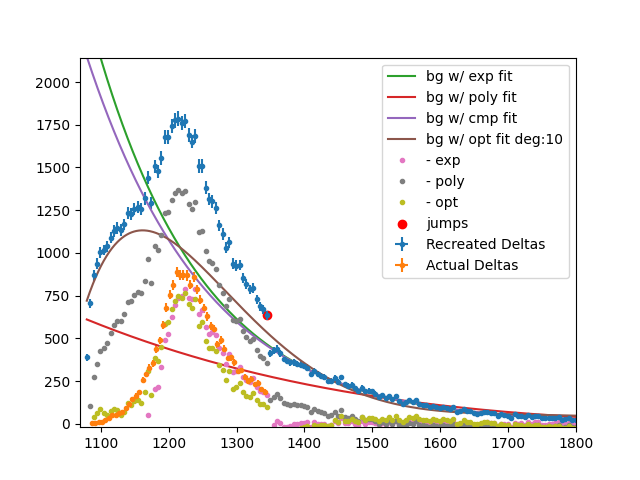 2000
1750
1500
1250
1000
750
500
250
0
1100 1200 1300 1400 1500 1600 1700 1800
bg w/ exp fit
bg w/ poly fit
bg w/ cmp fit
bg w/ opt fit deg:10
- exp
- poly
- opt
jumps
Recreated Deltas
Actual Deltas